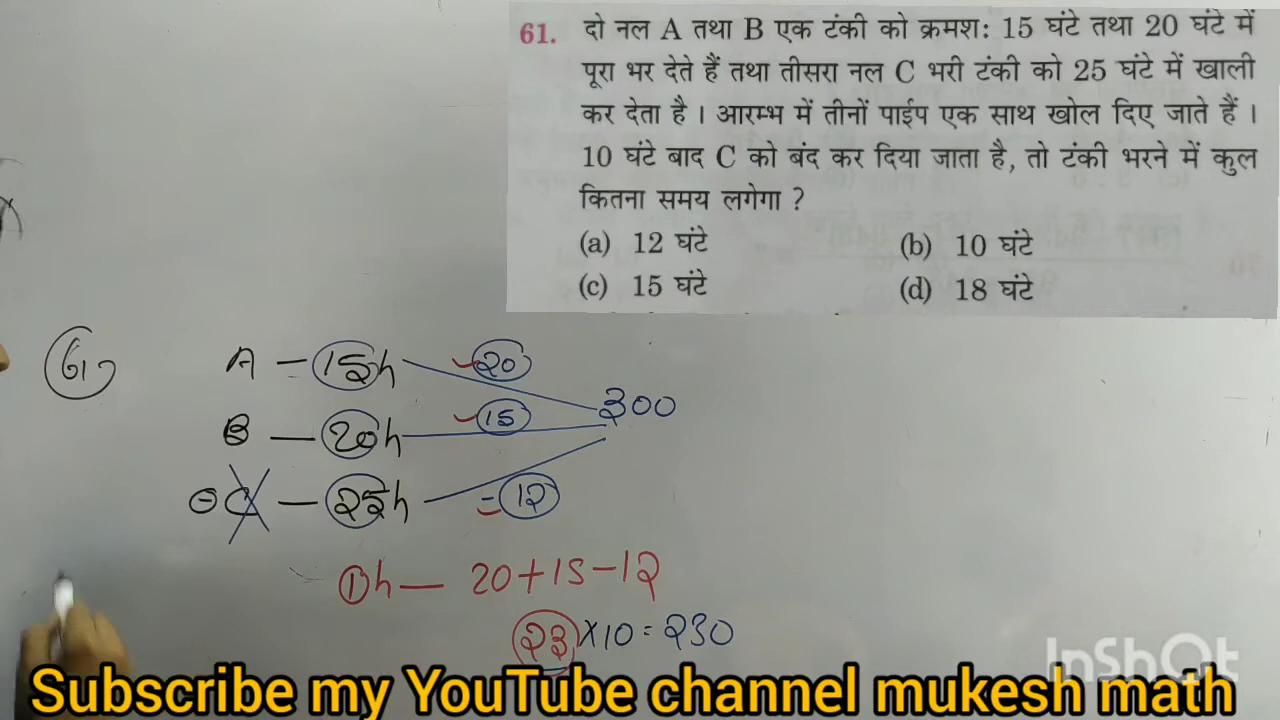 61. दो नल A तथा B एक टंकी को क्रमश: 15 घंटे तथा 20 घंटे में
पूरा भर देते हैं तथा तीसरा नल C भरी टंकी को 25 घंटे में खाली
कर देता है । आरम्भ में तीनों पाईप एक साथ खोल दिए जाते हैं ।
10 घंटे बाद C को बंद कर दिया जाता है, तो टंकी भरने में कुल
कितना समय लगेगा ?
(a) 12 घंटे (b) 10 घंटे
(c) 15 घंटे (d) 18 घंटे
61
A — 15h 20
300
B — 20h 15
⊖ C — 25h - 12
1h — 20+15-12
23 ×10 = 230
InShOt
Subscribe my YouTube channel mukesh math